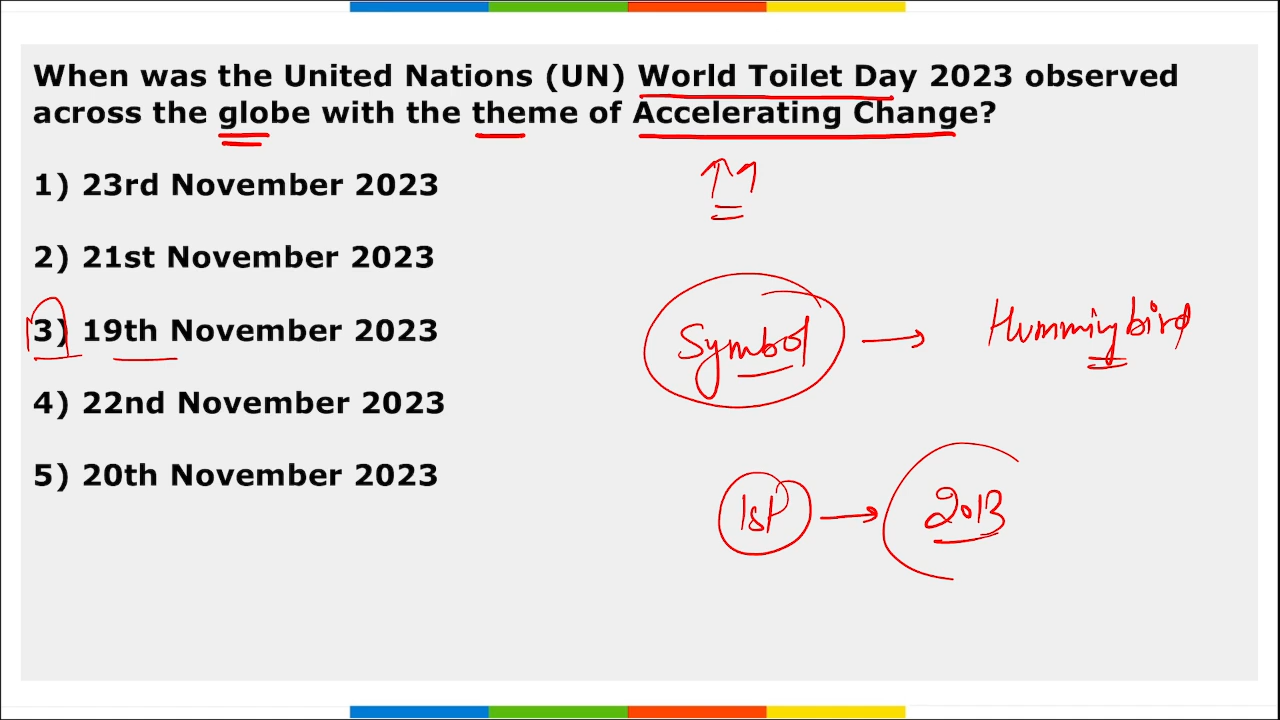 When was the United Nations (UN) World Toilet Day 2023 observed
across the globe with the theme of Accelerating Change?
1) 23rd November 2023
2) 21st November 2023
3) 19th November 2023
4) 22nd November 2023
5) 20th November 2023
Symbol → Hummingbird
1st → 2013